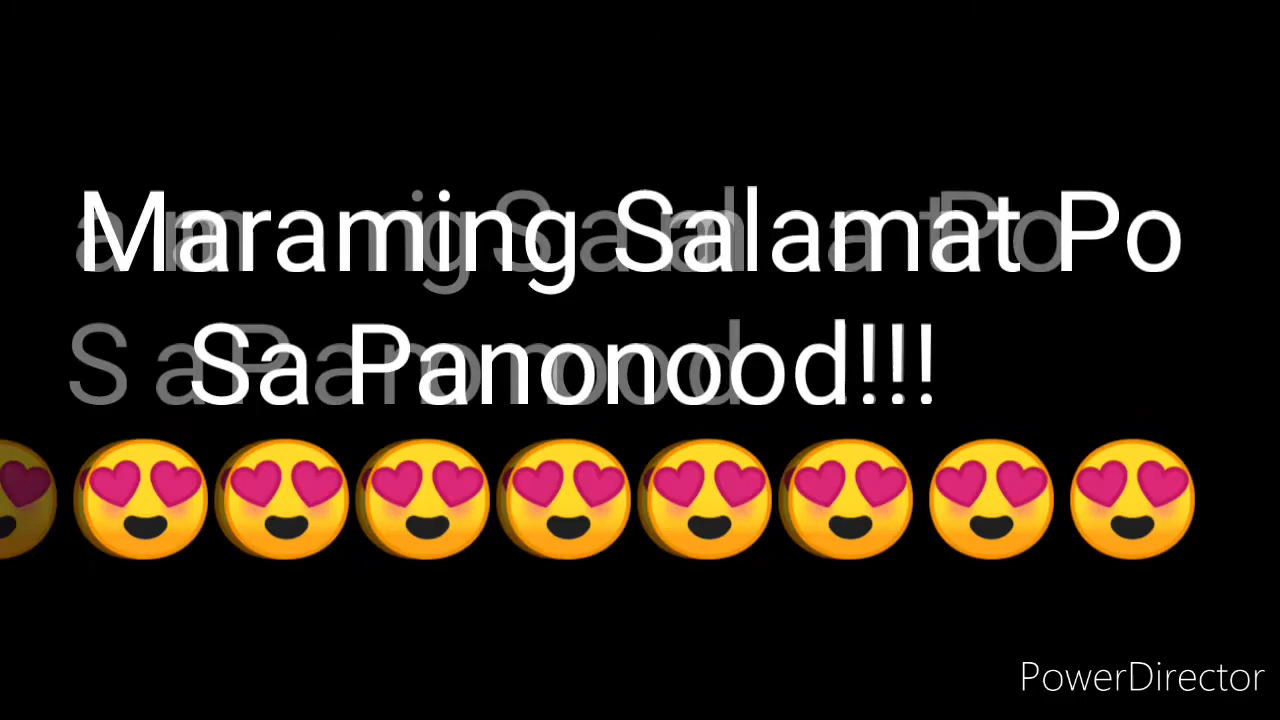 Maraming Salamat Po
Sa Panonood!!!
😍😍😍😍😍😍😍😍
PowerDirector